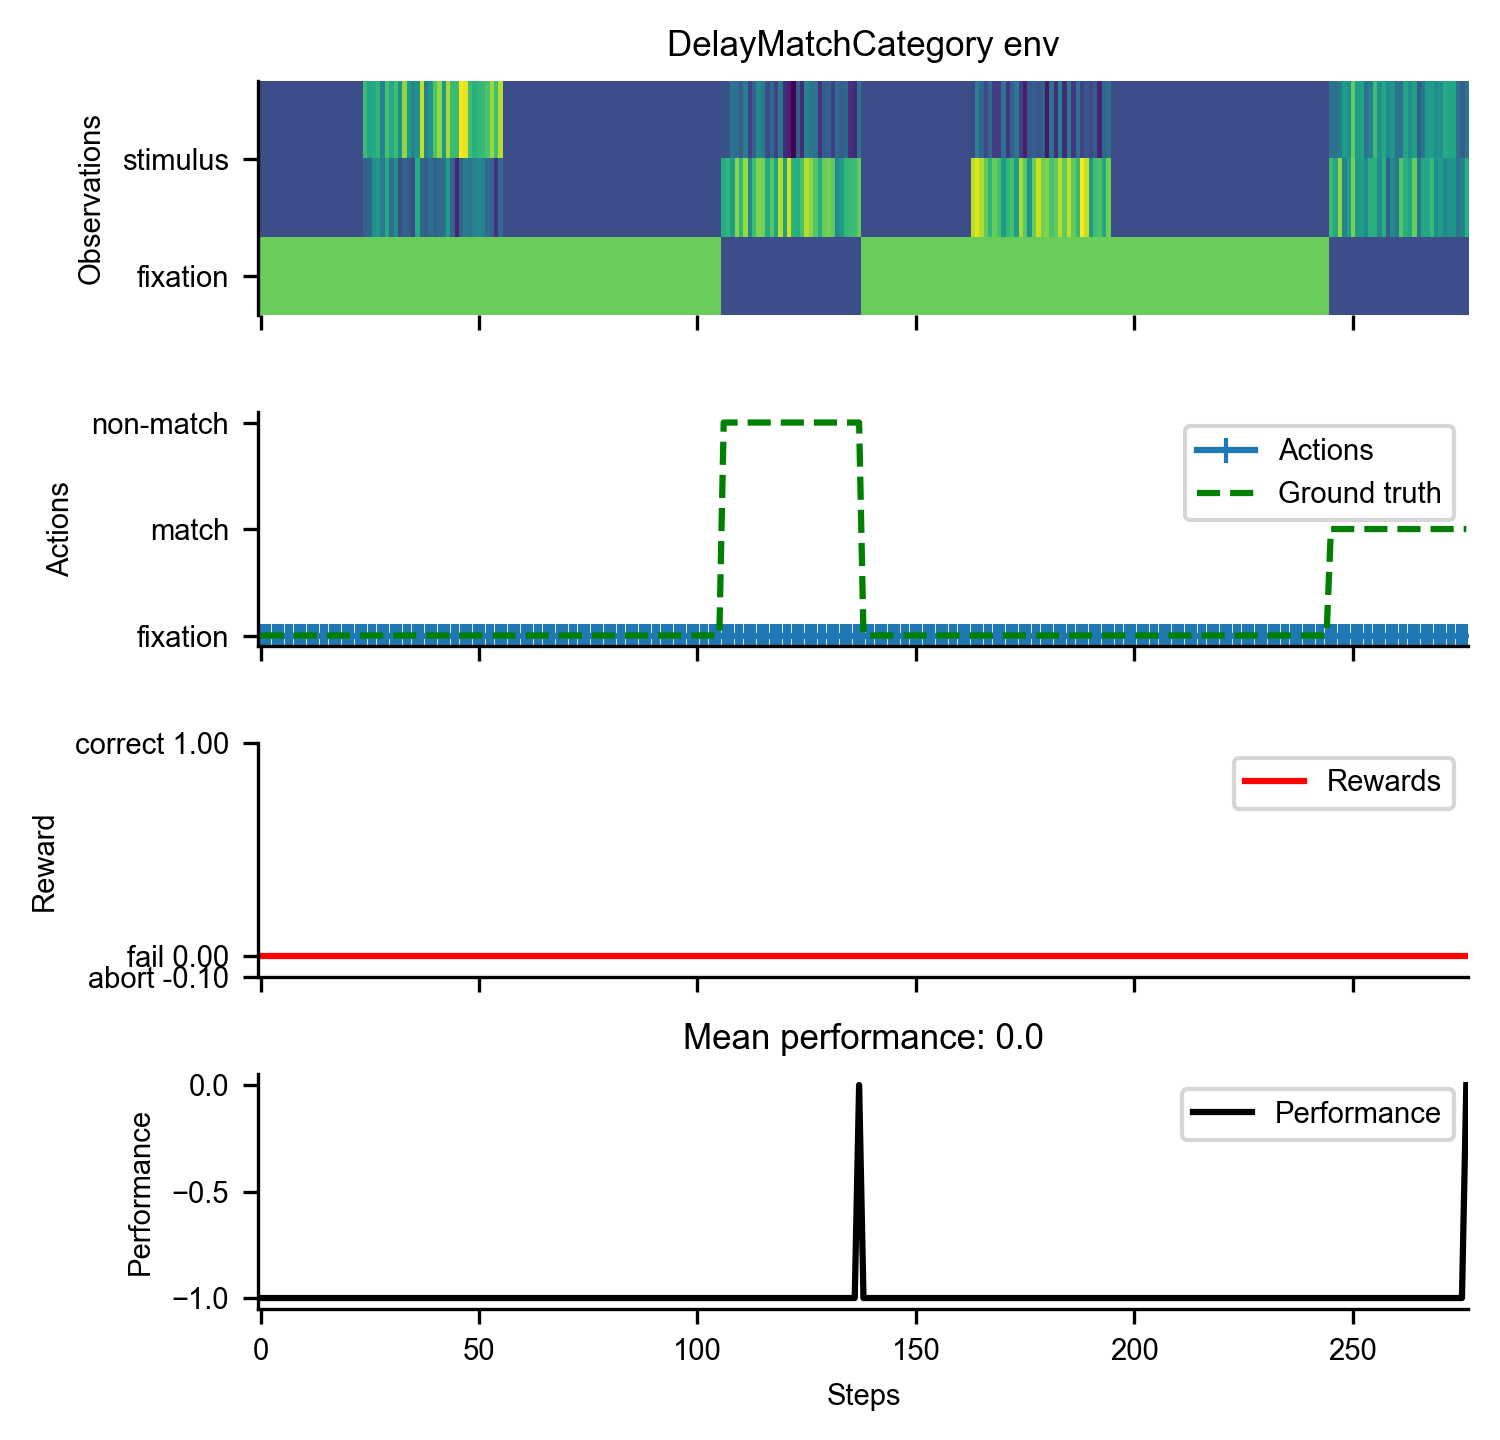 DelayMatchCategory env
Observations
stimulus
fixation
Actions
non-match
match
fixation
Actions
Ground truth
Reward
correct 1.00
fail 0.00
abort -0.10
Rewards
Mean performance: 0.0
Performance
0.0
−0.5
−1.0
Performance
0 50 100 150 200 250
Steps